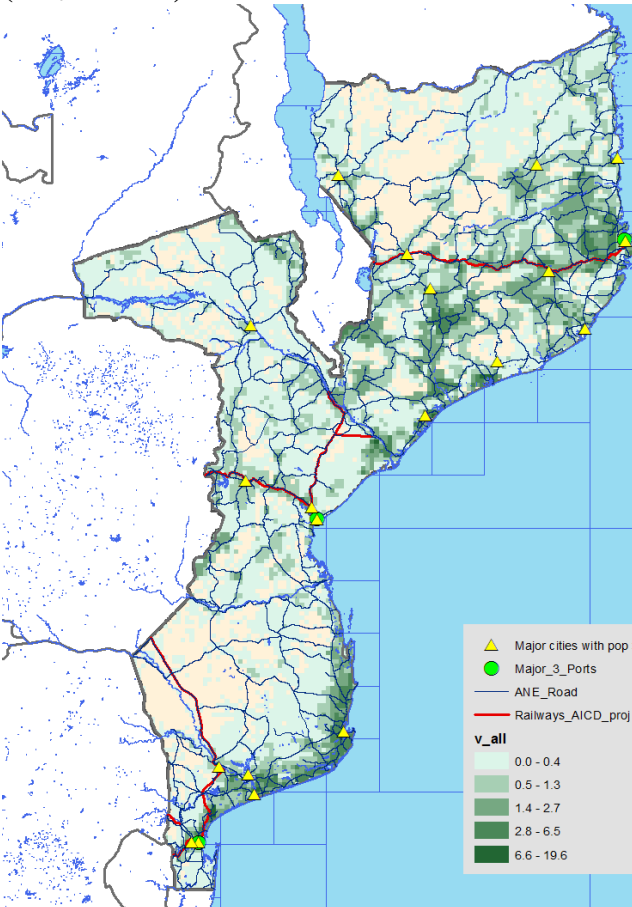 Major cities with pop
Major_3_Ports
ANE_Road
Railways_AICD_proj
v_all
0.0 - 0.4
0.5 - 1.3
1.4 - 2.7
2.8 - 6.5
6.6 - 19.6